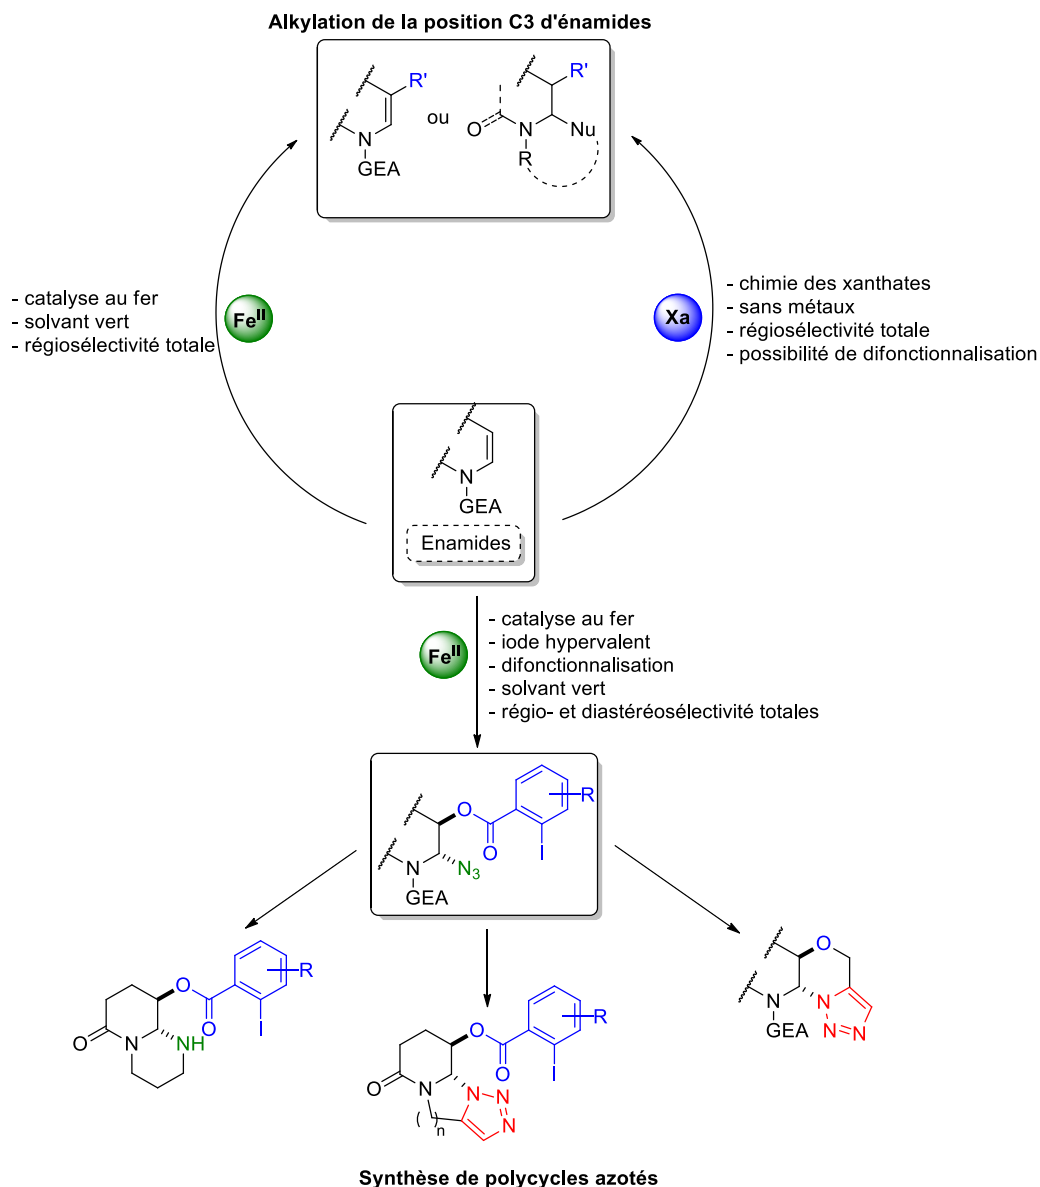 Alkylation de la position C3 d'énamides
R'
N
GEA
ou
R'
O
N
Nu
R
- catalyse au fer
- solvant vert
- régiosélectivité totale
Fe^II
Xa
- chimie des xanthates
- sans métaux
- régiosélectivité totale
- possibilité de difonctionnalisation
N
GEA
Enamides
Fe^II
- catalyse au fer
- iode hypervalent
- difonctionnalisation
- solvant vert
- régio- et diastéréosélectivité totales
O
R
O
I
N
N3
GEA
O
R
O
I
O
N
NH
O
R
O
I
O
N
N
N
N
( )n
O
N
N
N
N
GEA
Synthèse de polycycles azotés